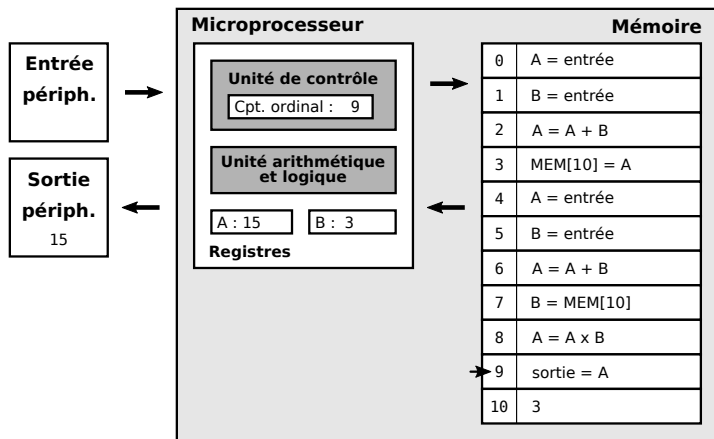 Microprocesseur
Mémoire
Entrée
périph.
Sortie
périph.
15
Unité de contrôle
Cpt. ordinal : 9
Unité arithmétique
et logique
A : 15
B : 3
Registres
0 A = entrée
1 B = entrée
2 A = A + B
3 MEM[10] = A
4 A = entrée
5 B = entrée
6 A = A + B
7 B = MEM[10]
8 A = A x B
9 sortie = A
10 3